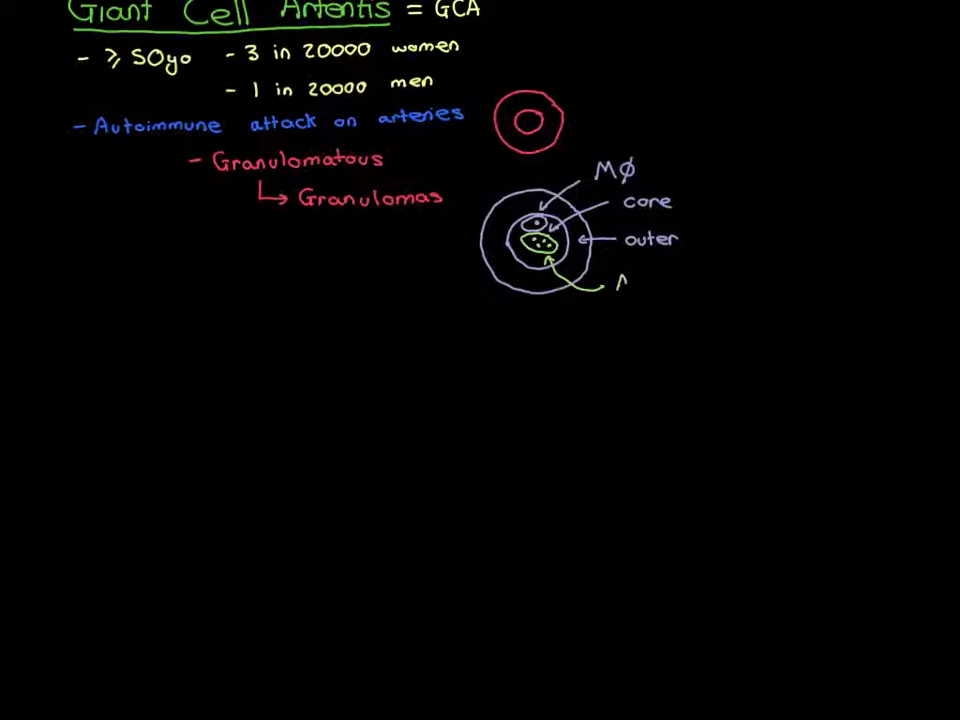 Giant Cell Arteritis = GCA
- ≥ 50yo - 3 in 20000 women
- 1 in 20000 men
- Autoimmune attack on arteries
- Granulomatous
↳ Granulomas
MØ
core
outer